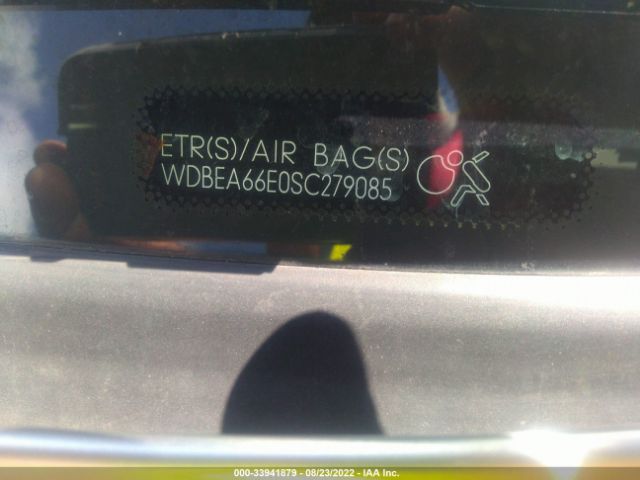 ETR(S)/AIR BAG(S)
WDBEA66E0SC279085
000-33941879 - 08/23/2022 - IAA Inc.